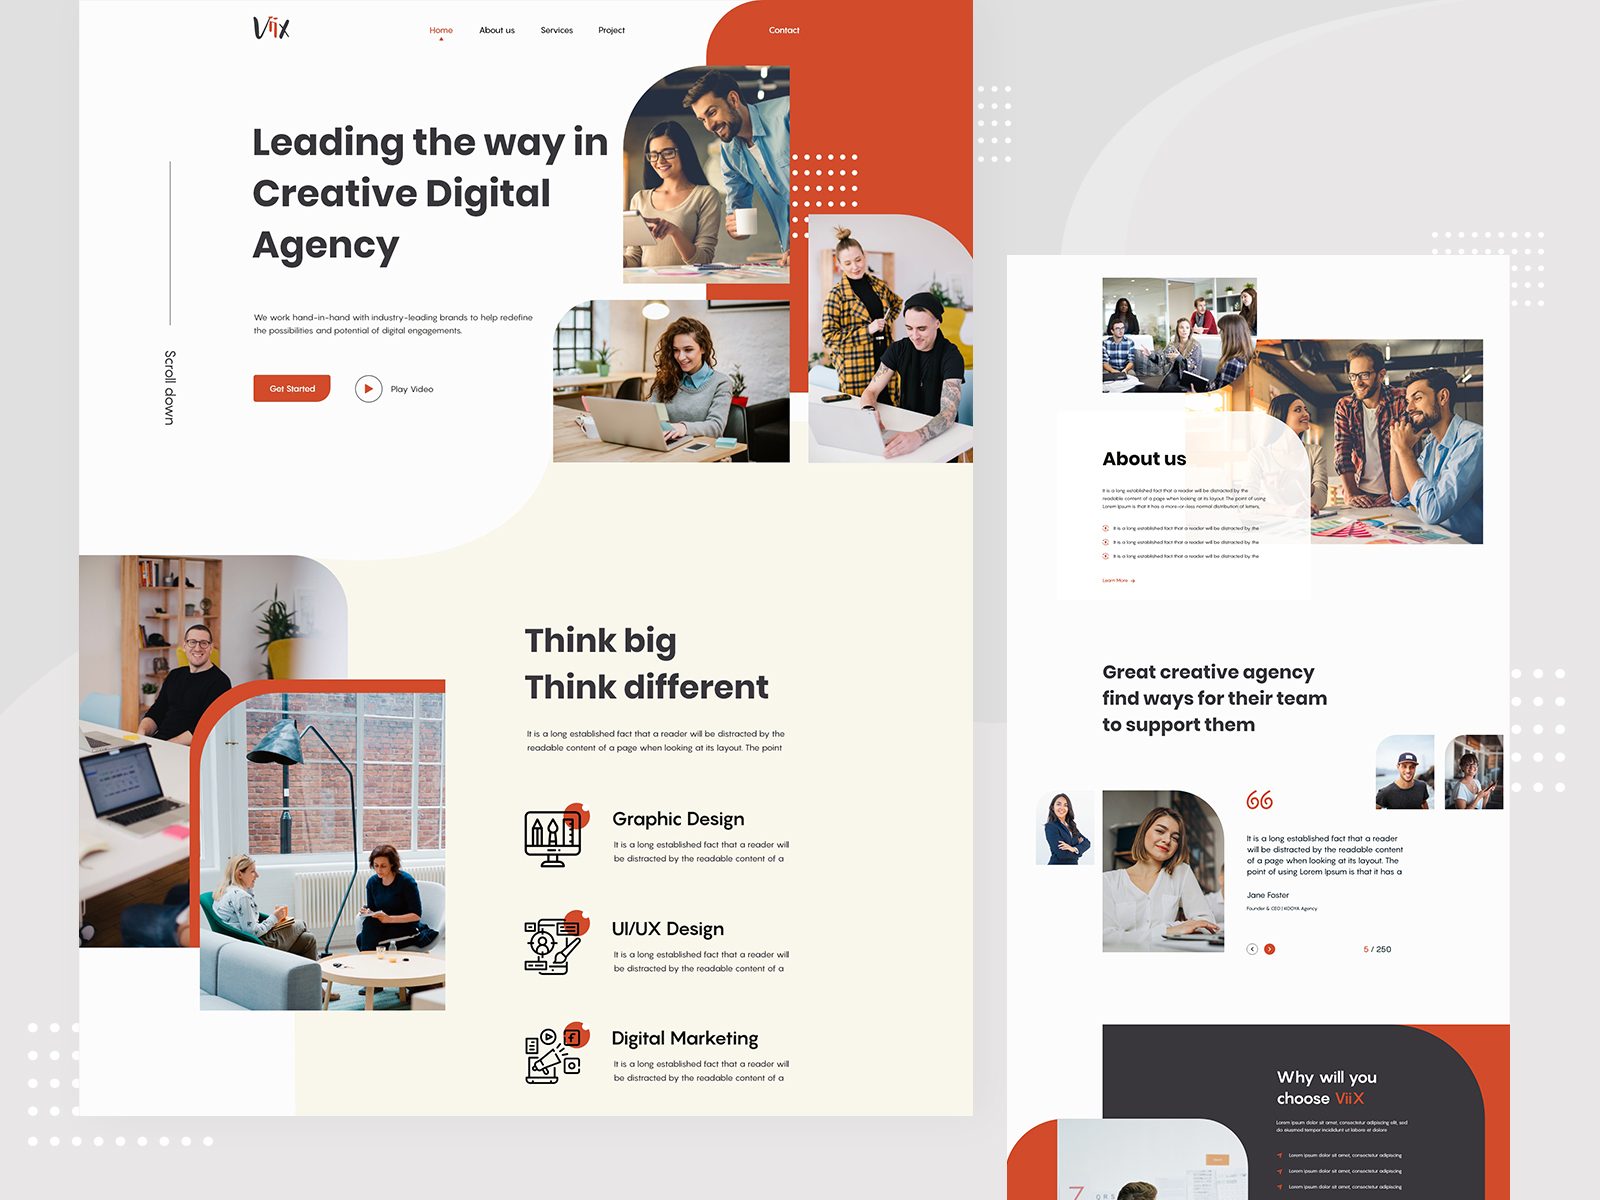 ViiX
Home
About us
Services
Project
Contact
Leading the way in
Creative Digital
Agency
We work hand-in-hand with industry-leading brands to help redefine
the possibilities and potential of digital engagements.
Get Started
Play Video
Scroll down
Think big
Think different
It is a long established fact that a reader will be distracted by the
readable content of a page when looking at its layout. The point
Graphic Design
It is a long established fact that a reader will
be distracted by the readable content of a
UI/UX Design
It is a long established fact that a reader will
be distracted by the readable content of a
Digital Marketing
It is a long established fact that a reader will
be distracted by the readable content of a
About us
It is a long established fact that a reader will be distracted by the
readable content of a page when looking at its layout. The point of using
Lorem Ipsum is that it has a more-or-less normal distribution of letters,
It is a long established fact that a reader will be distracted by the
It is a long established fact that a reader will be distracted by the
It is a long established fact that a reader will be distracted by the
Learn More
Great creative agency
find ways for their team
to support them
It is a long established fact that a reader
will be distracted by the readable content
of a page when looking at its layout. The
point of using Lorem Ipsum is that it has a
Jane Foster
Founder & CEO | KOOYA Agency
5 / 250
Why will you
choose ViiX
Lorem ipsum dolor sit amet, consectetur adipiscing elit, sed
do eiusmod tempor incididunt ut labore et dolore
Lorem ipsum dolor sit amet, consectetur adipiscing
Lorem ipsum dolor sit amet, consectetur adipiscing
Lorem ipsum dolor sit amet, consectetur adipiscing